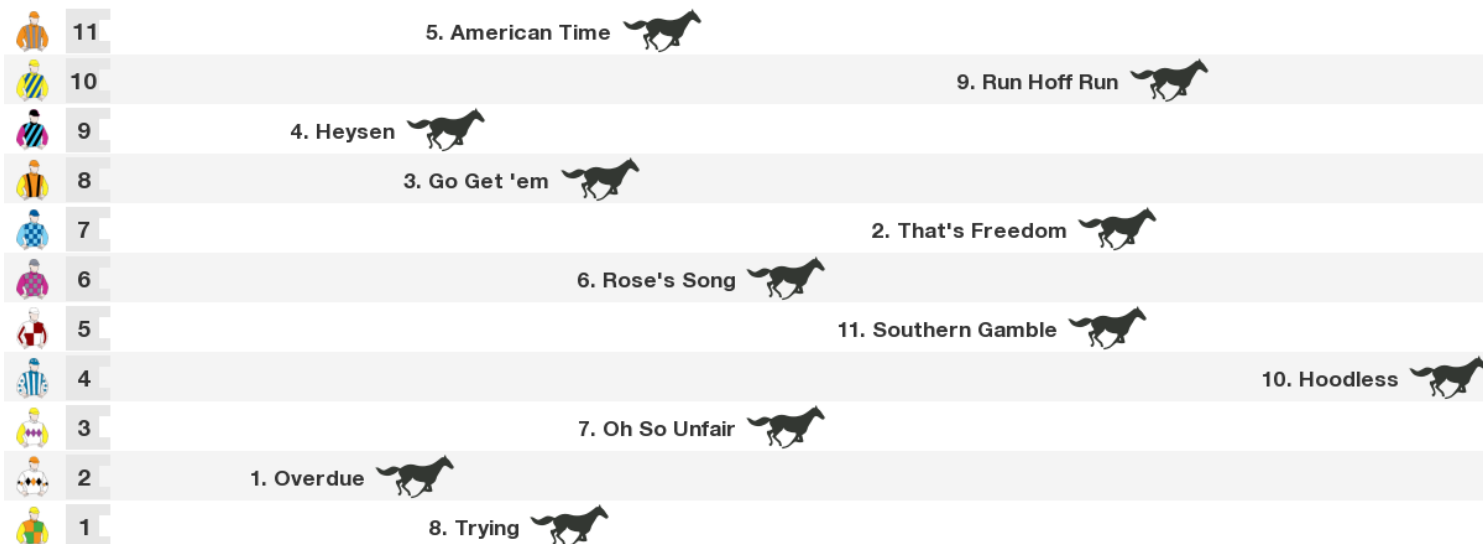 11 5. American Time
10 9. Run Hoff Run
9 4. Heysen
8 3. Go Get 'em
7 2. That's Freedom
6 6. Rose's Song
5 11. Southern Gamble
4 10. Hoodless
3 7. Oh So Unfair
2 1. Overdue
1 8. Trying